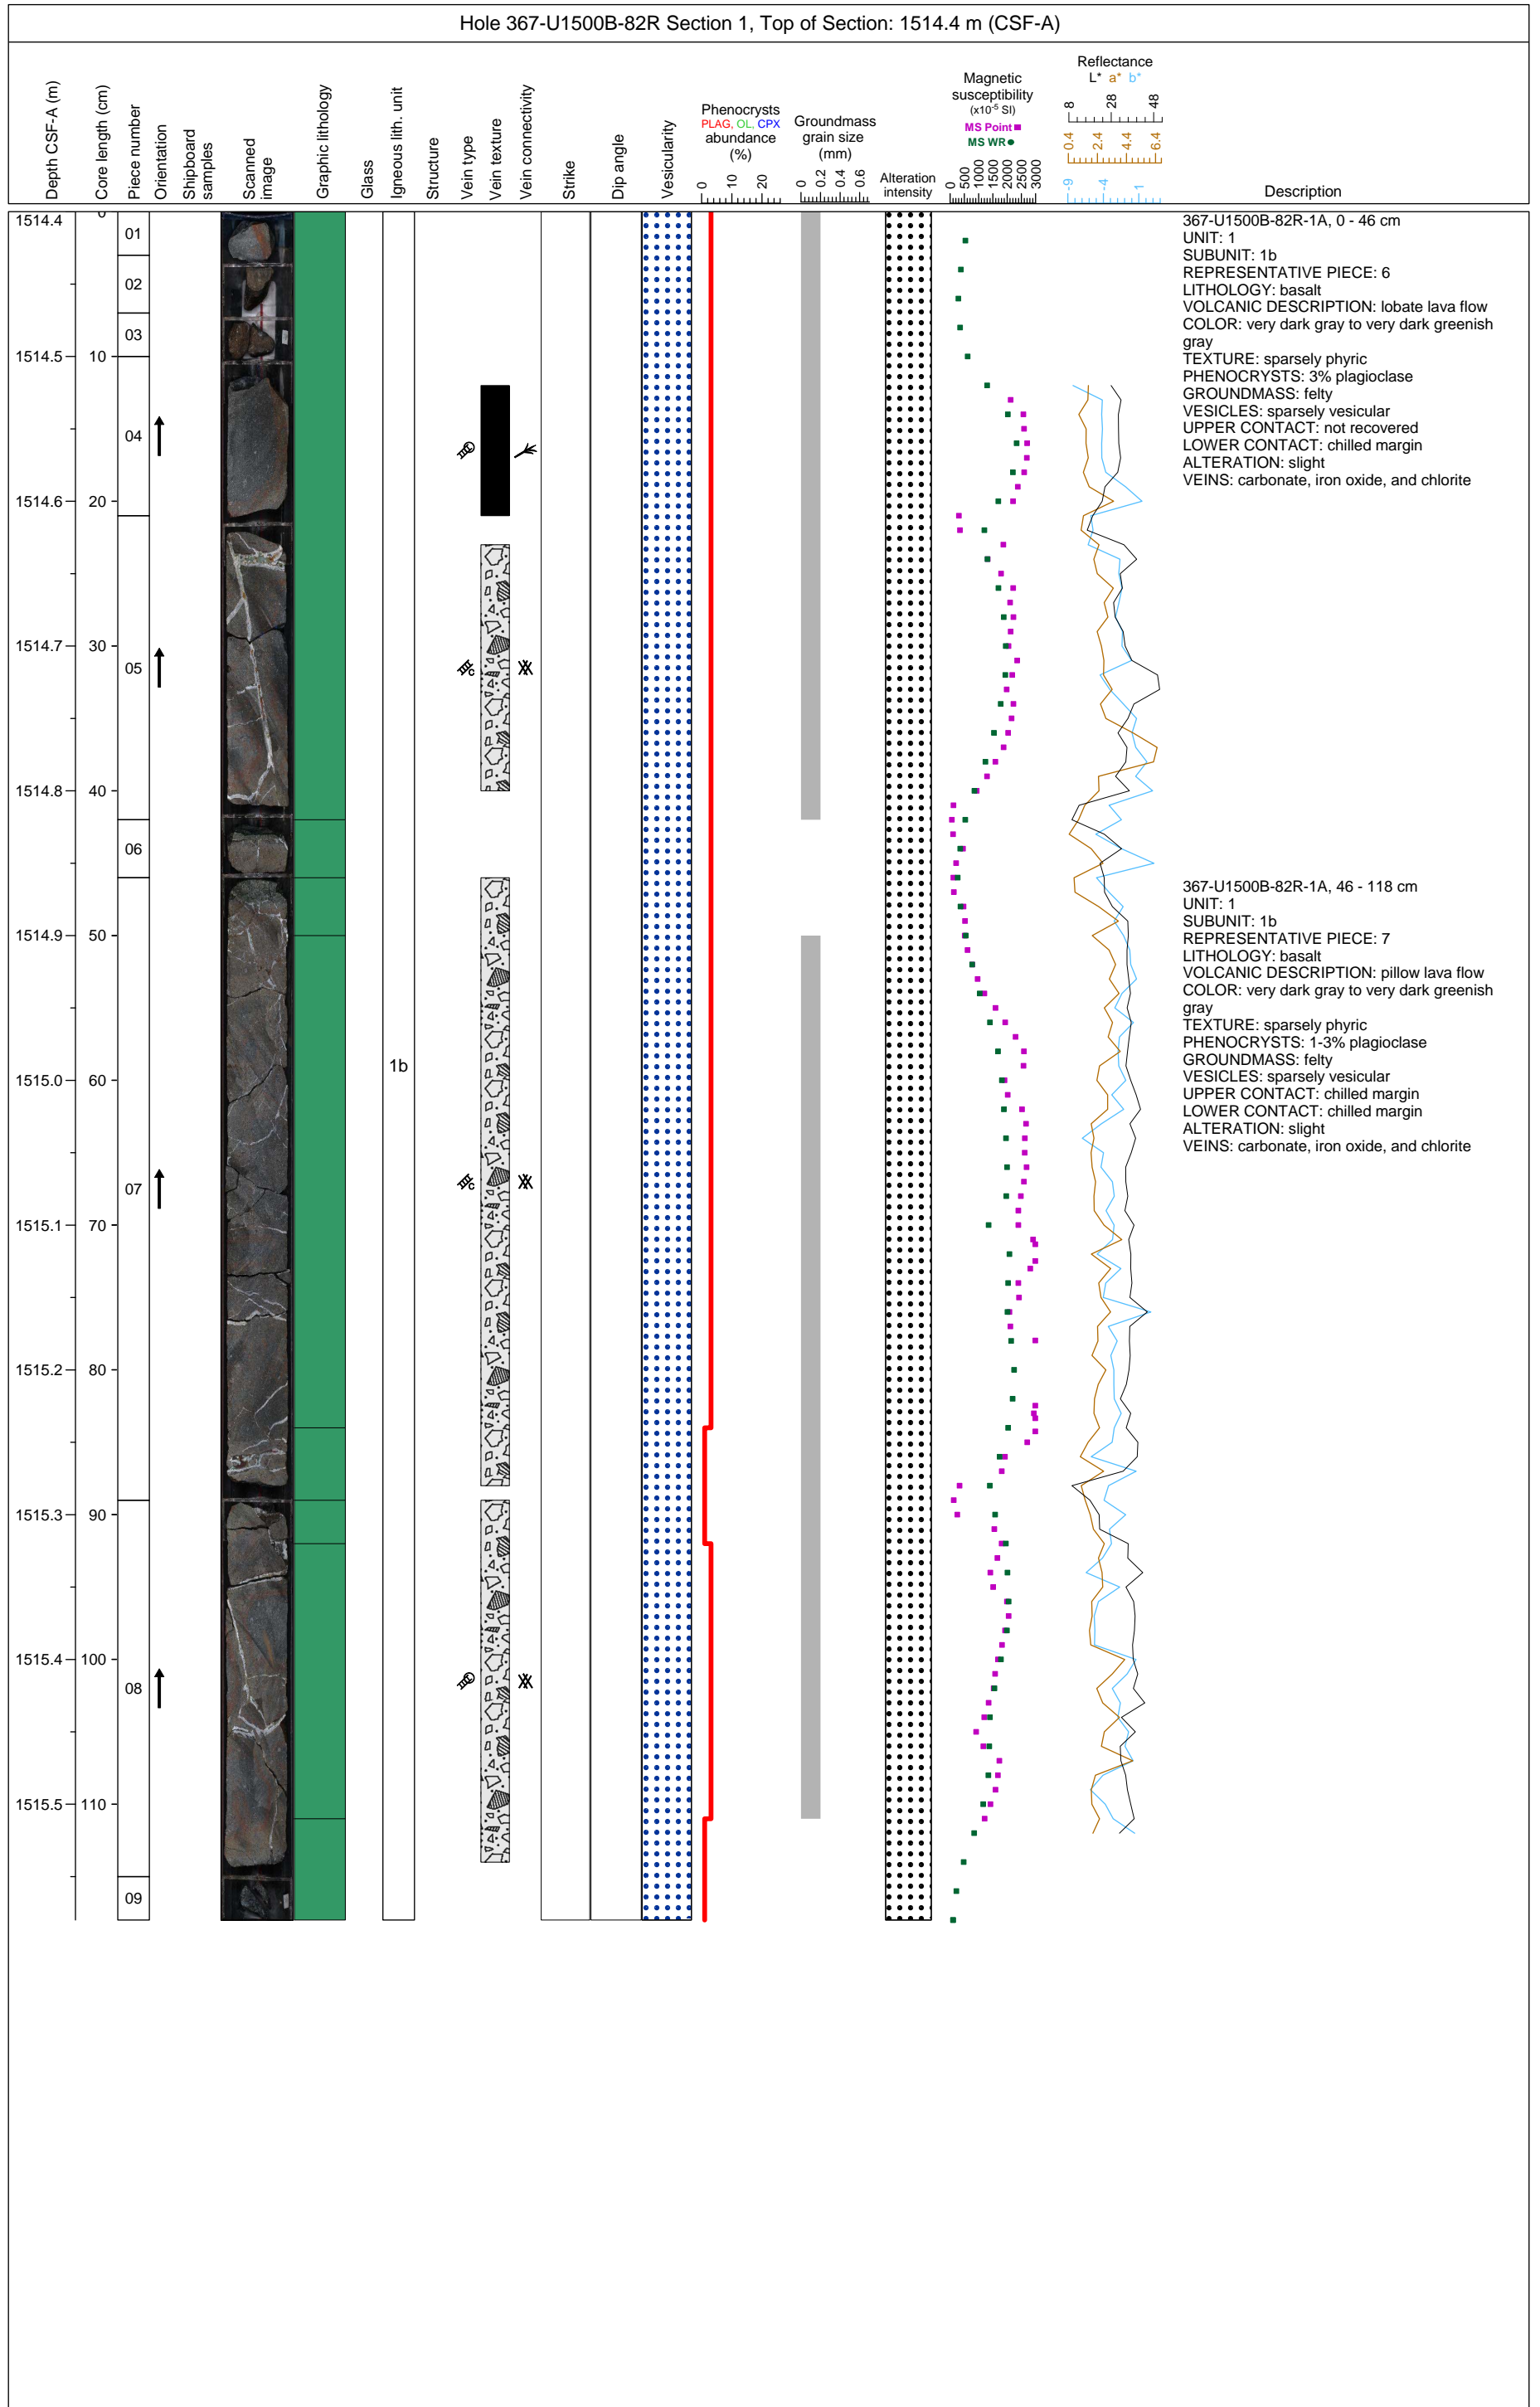 Hole 367-U1500B-82R Section 1, Top of Section: 1514.4 m (CSF-A)
Depth CSF-A (m)
Core length (cm)
Piece number
Orientation
Shipboard
samples
Scanned
image
Graphic lithology
Glass
Igneous lith. unit
Structure
Vein type
Vein texture
Vein connectivity
Strike
Dip angle
Vesicularity
Phenocrysts
PLAG, OL, CPX
abundance
(%)
0 10 20
Groundmass
grain size
(mm)
0 0.2 0.4 0.6
Alteration
intensity
Magnetic
susceptibility
(x10⁻⁵ SI)
MS Point
MS WR
0 500 1000 1500 2000 2500 3000
Reflectance
L* a* b*
8 28 48
0.4 2.4 4.4 6.4
-9 -4 1
Description
1514.4
1514.5
1514.6
1514.7
1514.8
1514.9
1515.0
1515.1
1515.2
1515.3
1515.4
1515.5
0
10
20
30
40
50
60
70
80
90
100
110
01
02
03
04
05
06
07
08
09
1b
367-U1500B-82R-1A, 0 - 46 cm
UNIT: 1
SUBUNIT: 1b
REPRESENTATIVE PIECE: 6
LITHOLOGY: basalt
VOLCANIC DESCRIPTION: lobate lava flow
COLOR: very dark gray to very dark greenish
gray
TEXTURE: sparsely phyric
PHENOCRYSTS: 3% plagioclase
GROUNDMASS: felty
VESICLES: sparsely vesicular
UPPER CONTACT: not recovered
LOWER CONTACT: chilled margin
ALTERATION: slight
VEINS: carbonate, iron oxide, and chlorite
367-U1500B-82R-1A, 46 - 118 cm
UNIT: 1
SUBUNIT: 1b
REPRESENTATIVE PIECE: 7
LITHOLOGY: basalt
VOLCANIC DESCRIPTION: pillow lava flow
COLOR: very dark gray to very dark greenish
gray
TEXTURE: sparsely phyric
PHENOCRYSTS: 1-3% plagioclase
GROUNDMASS: felty
VESICLES: sparsely vesicular
UPPER CONTACT: chilled margin
LOWER CONTACT: chilled margin
ALTERATION: slight
VEINS: carbonate, iron oxide, and chlorite